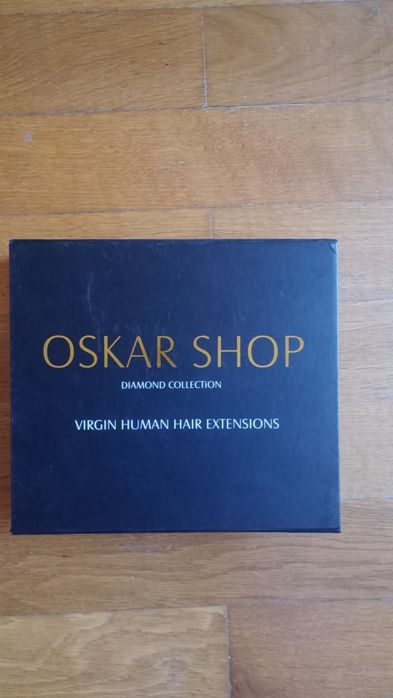 OSKAR SHOP
DIAMOND COLLECTION
VIRGIN HUMAN HAIR EXTENSIONS